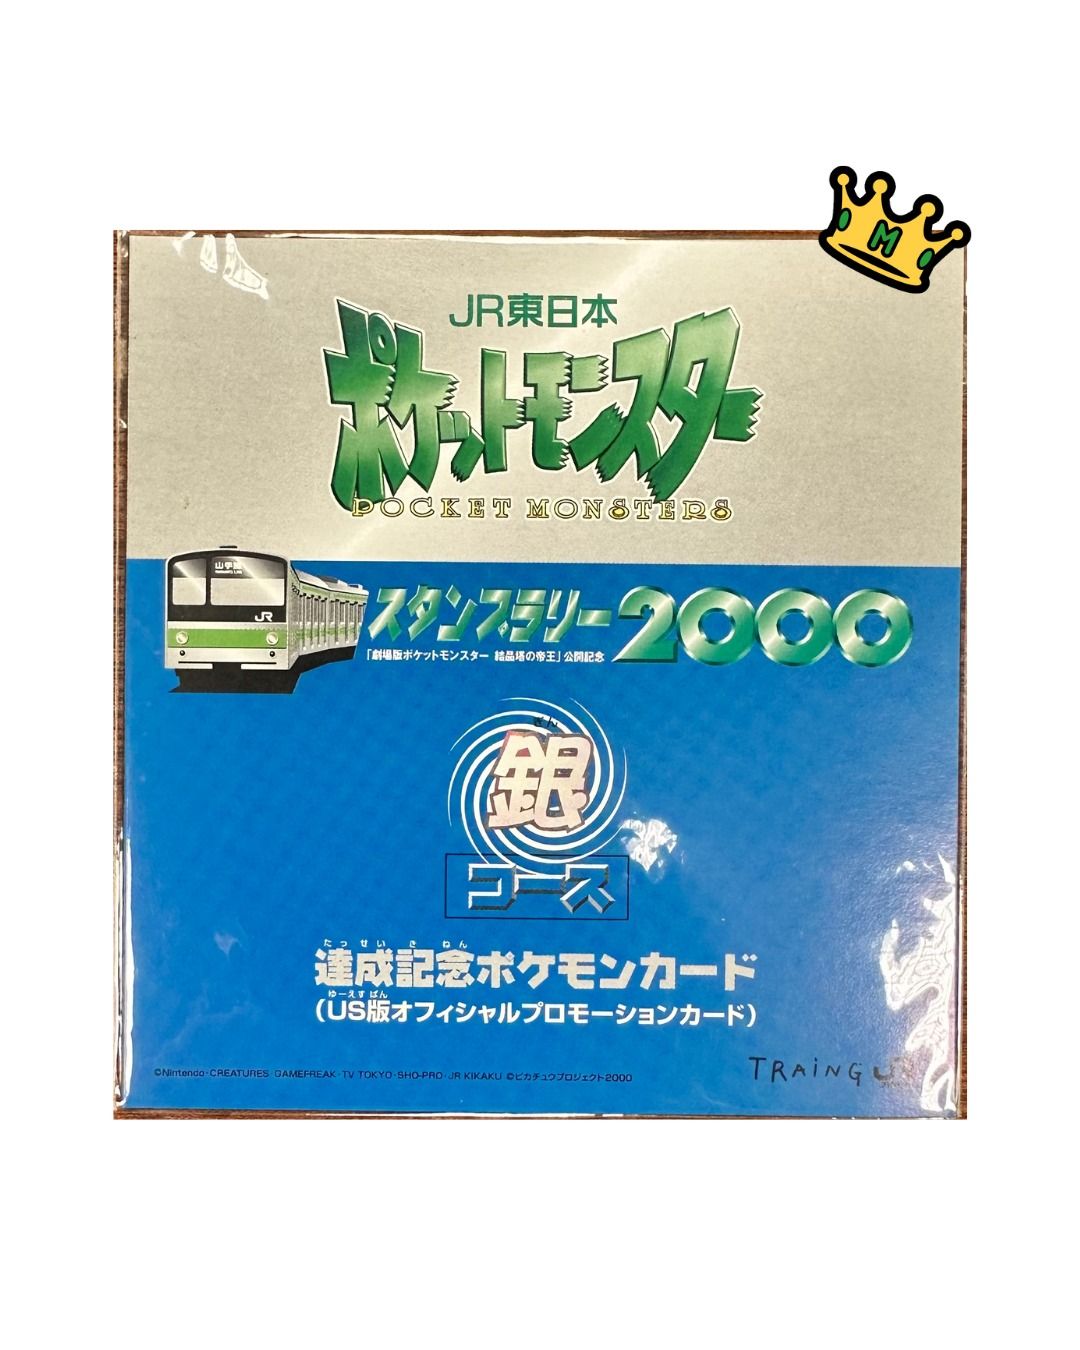 M
JR東日本
ポケットモンスター
POCKET MONSTERS
山手線
JR
スタンプラリー2000
「劇場版ポケットモンスター 結晶塔の帝王」公開記念
ぎん
銀
コース
たっせいきねん
達成記念ポケモンカード
ゆーえすばん
(US版オフィシャルプロモーションカード)
©Nintendo・CREATURES・GAMEFREAK・TV TOKYO・SHO-PRO・JR KIKAKU ©ピカチュウプロジェクト2000